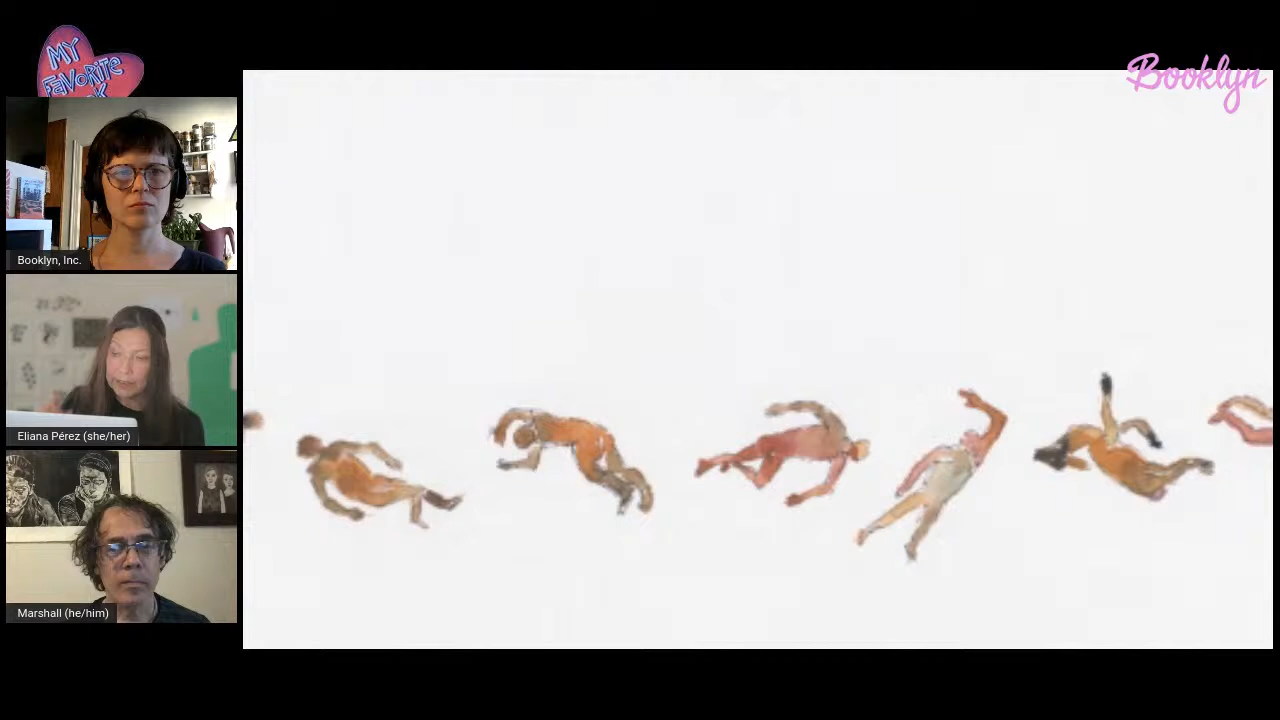 MY
FAVORITE
Booklyn
Booklyn, Inc.
Eliana Pérez (she/her)
Marshall (he/him)